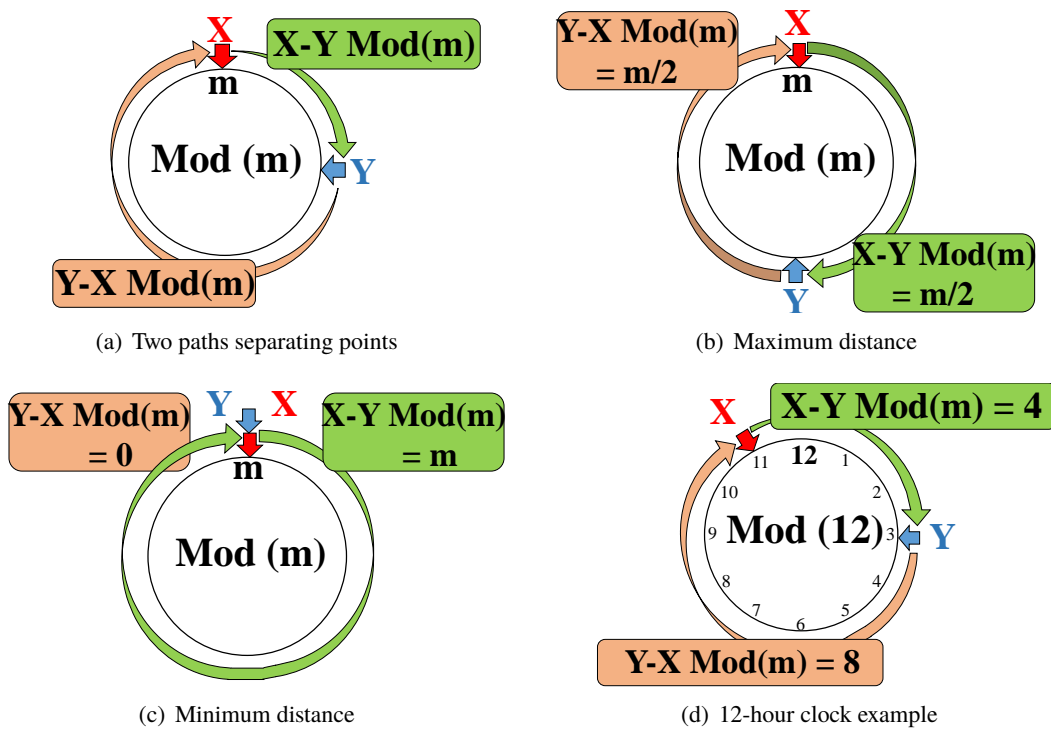 X
X-Y Mod(m)
m
Mod (m)
Y
Y-X Mod(m)
(a) Two paths separating points
X
Y-X Mod(m)
= m/2
m
Mod (m)
X-Y Mod(m)
= m/2
Y
(b) Maximum distance
Y X
Y-X Mod(m)
= 0
X-Y Mod(m)
= m
m
Mod (m)
(c) Minimum distance
X-Y Mod(m) = 4
X
12
11
1
10
2
9
Mod (12)
3
Y
8
4
7
5
6
Y-X Mod(m) = 8
(d) 12-hour clock example